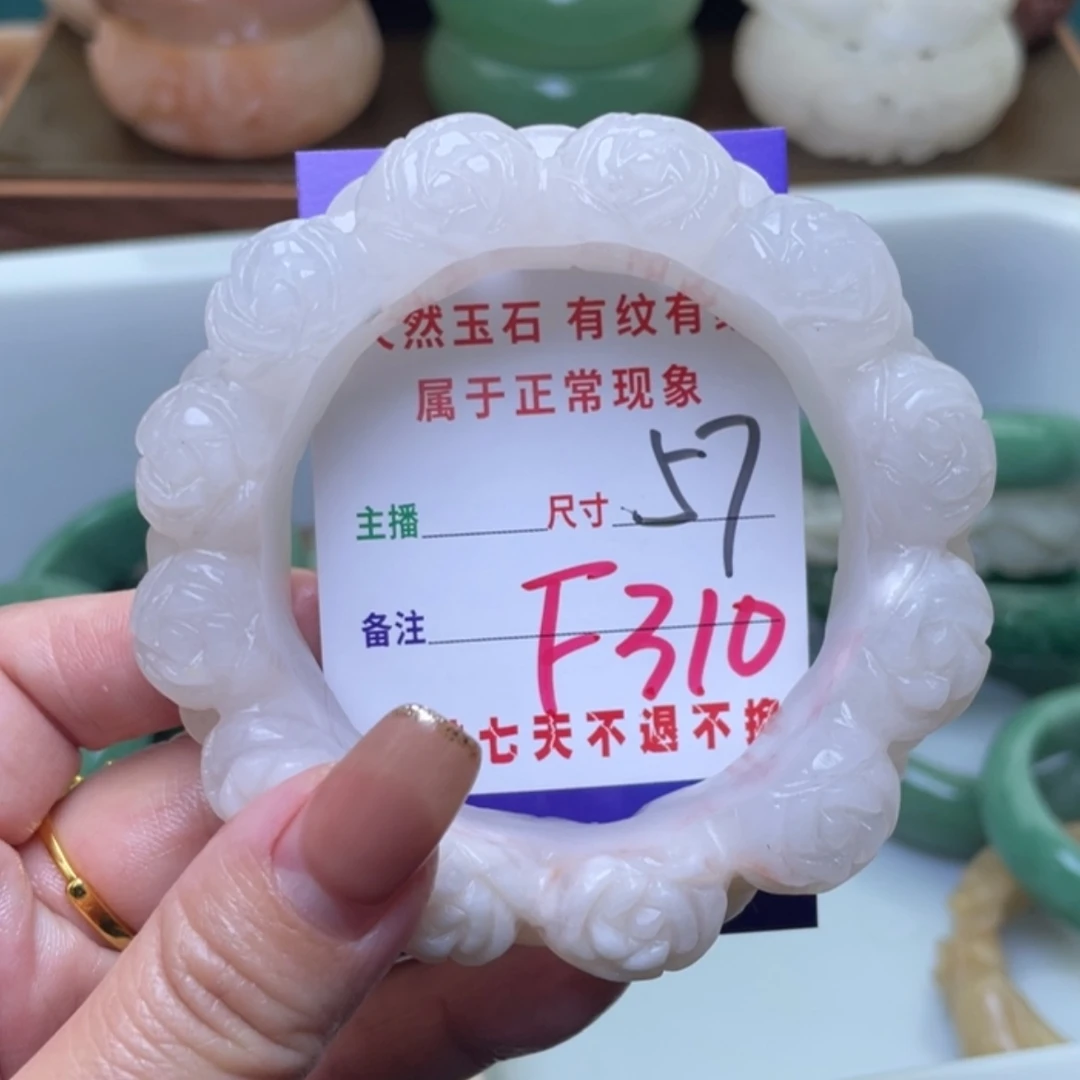 然玉石 有纹有
属于正常现象
主播 尺寸 57
备注 F310
七天不退不换